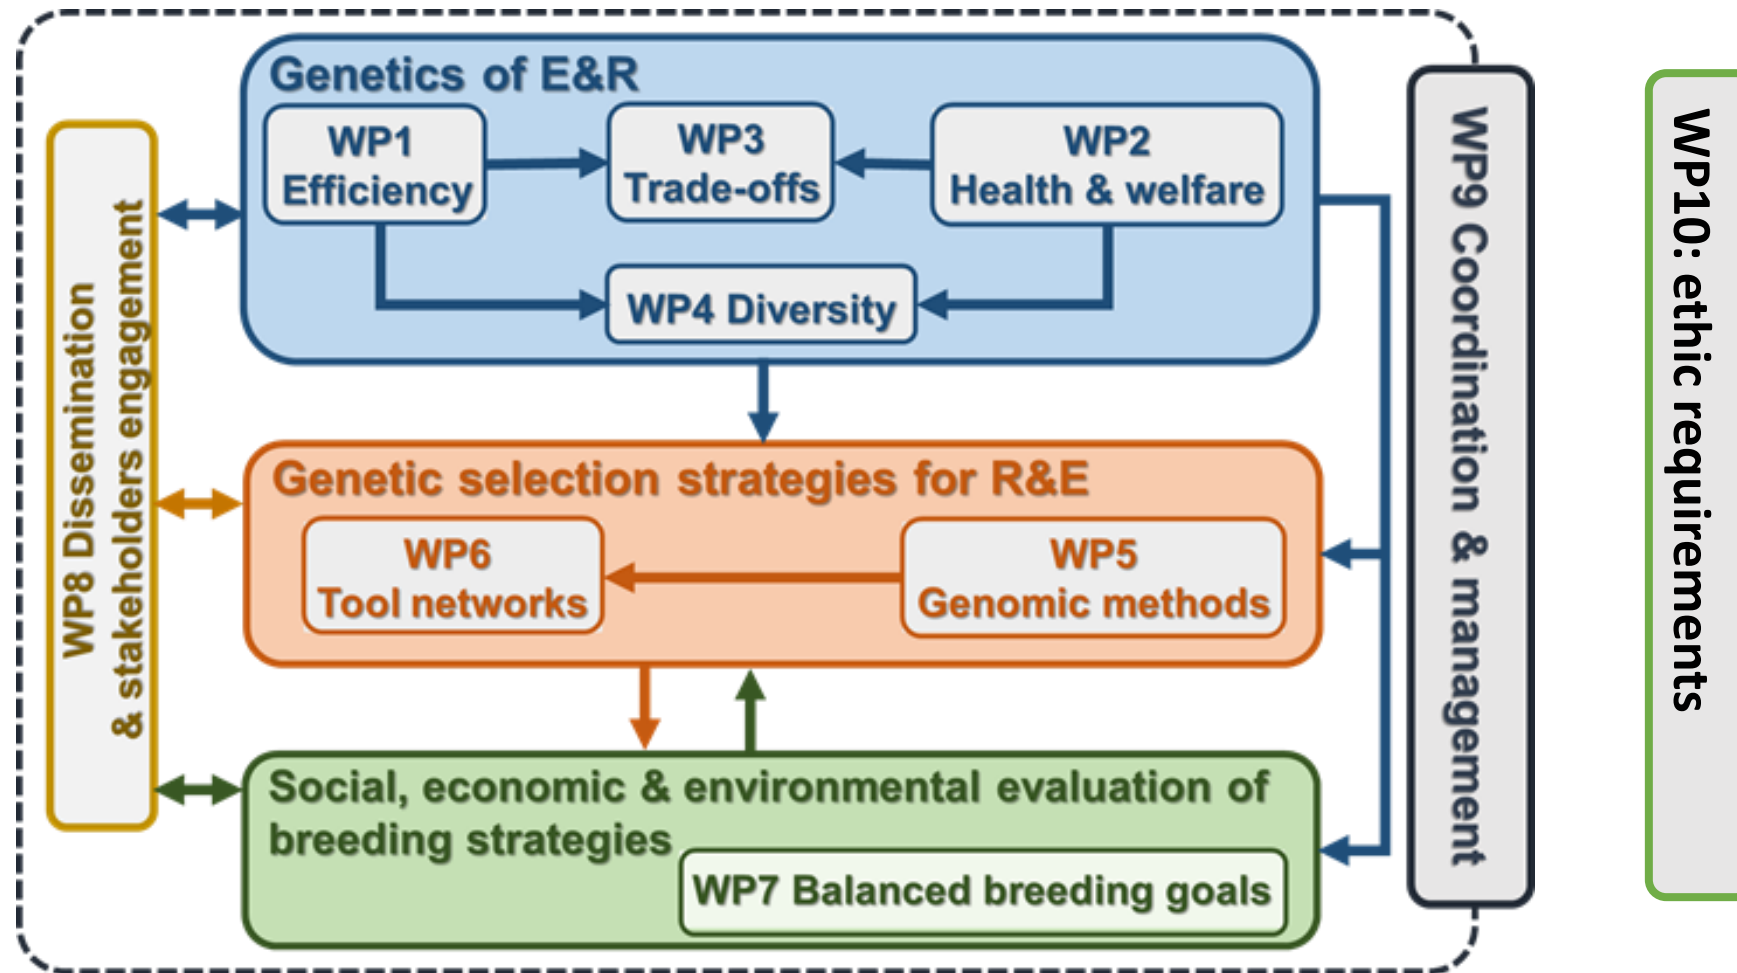 Genetics of E&R
WP1
Efficiency
WP3
Trade-offs
WP2
Health & welfare
WP4 Diversity
WP8 Dissemination
& stakeholders engagement
Genetic selection strategies for R&E
WP6
Tool networks
WP5
Genomic methods
Social, economic & environmental evaluation of
breeding strategies
WP7 Balanced breeding goals
WP9 Coordination & management
WP10: ethic requirements